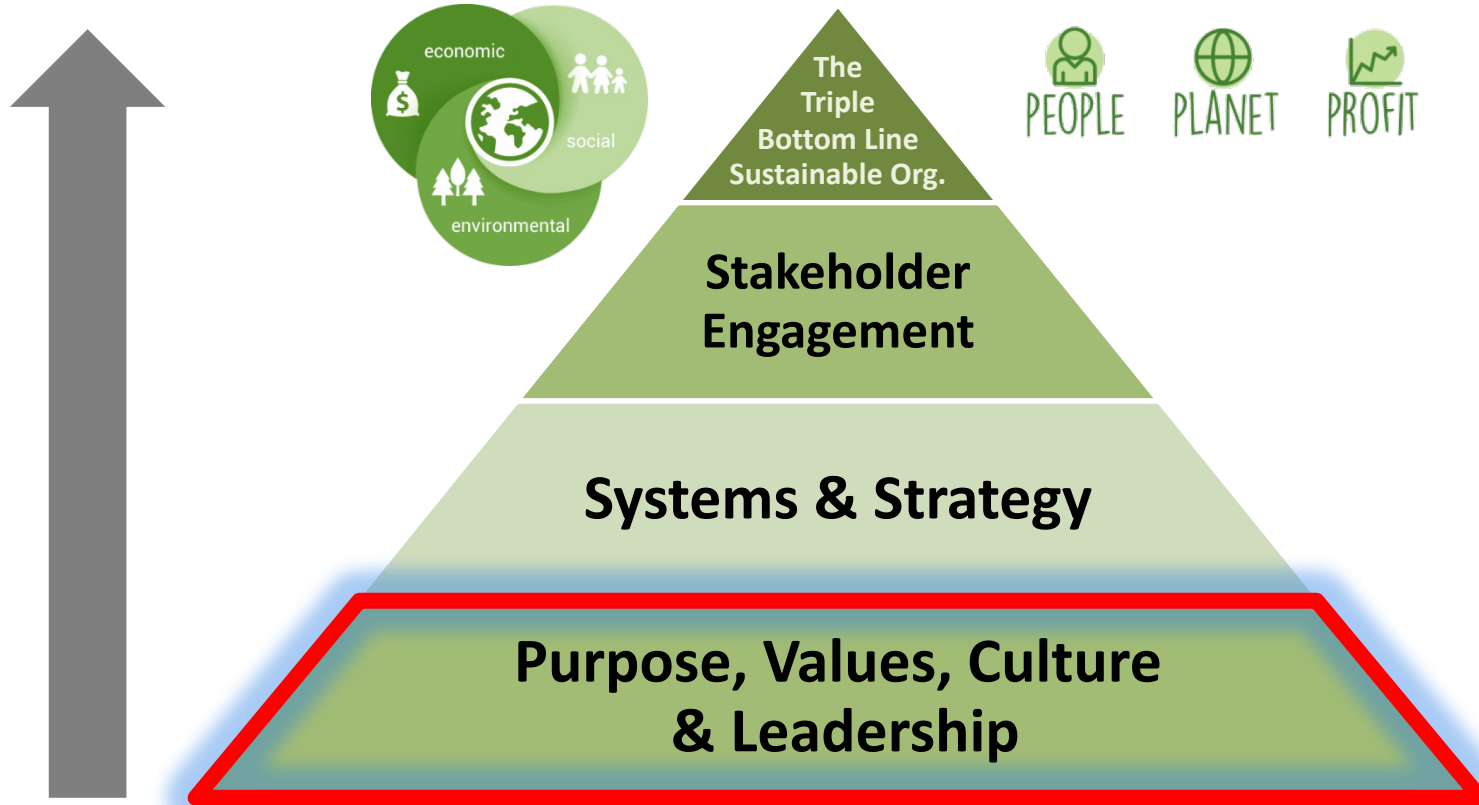 economic
$
social
environmental
The
Triple
Bottom Line
Sustainable Org.
PEOPLE
PLANET
PROFIT
Stakeholder
Engagement
Systems & Strategy
Purpose, Values, Culture
& Leadership